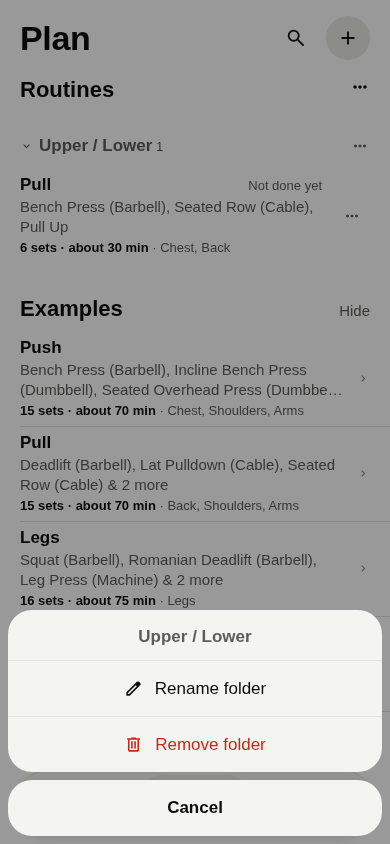 Plan
Routines
Upper / Lower 1
Pull
Not done yet
Bench Press (Barbell), Seated Row (Cable),
Pull Up
6 sets · about 30 min · Chest, Back
Examples
Hide
Push
Bench Press (Barbell), Incline Bench Press
(Dumbbell), Seated Overhead Press (Dumbbe…
15 sets · about 70 min · Chest, Shoulders, Arms
Pull
Deadlift (Barbell), Lat Pulldown (Cable), Seated
Row (Cable) & 2 more
15 sets · about 70 min · Back, Shoulders, Arms
Legs
Squat (Barbell), Romanian Deadlift (Barbell),
Leg Press (Machine) & 2 more
16 sets · about 75 min · Legs
Upper / Lower
Rename folder
Remove folder
Cancel